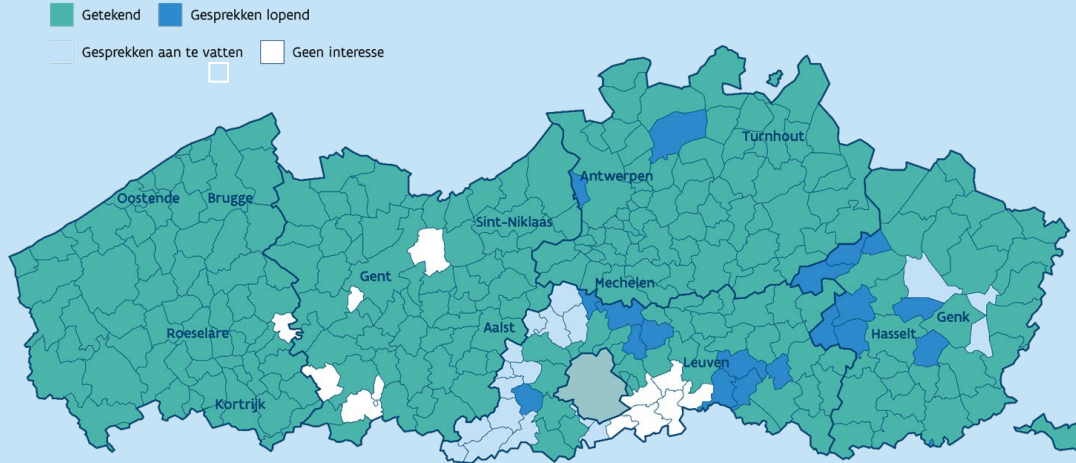 Getekend Gesprekken lopend
Gesprekken aan te vatten Geen interesse
Turnhout
Antwerpen
Oostende Brugge
Sint-Niklaas
Gent
Mechelen
Roeselare
Aalst
Genk
Hasselt
Leuven
Kortrijk